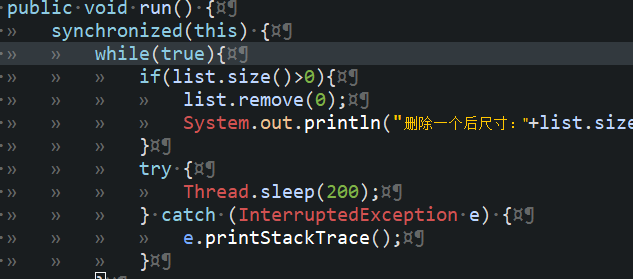 public void run() {
synchronized(this) {
while(true){
if(list.size()>0){
list.remove(0);
System.out.println("删除一个后尺寸："+list.size
}
try {
Thread.sleep(200);
} catch (InterruptedException e) {
e.printStackTrace();
}
}